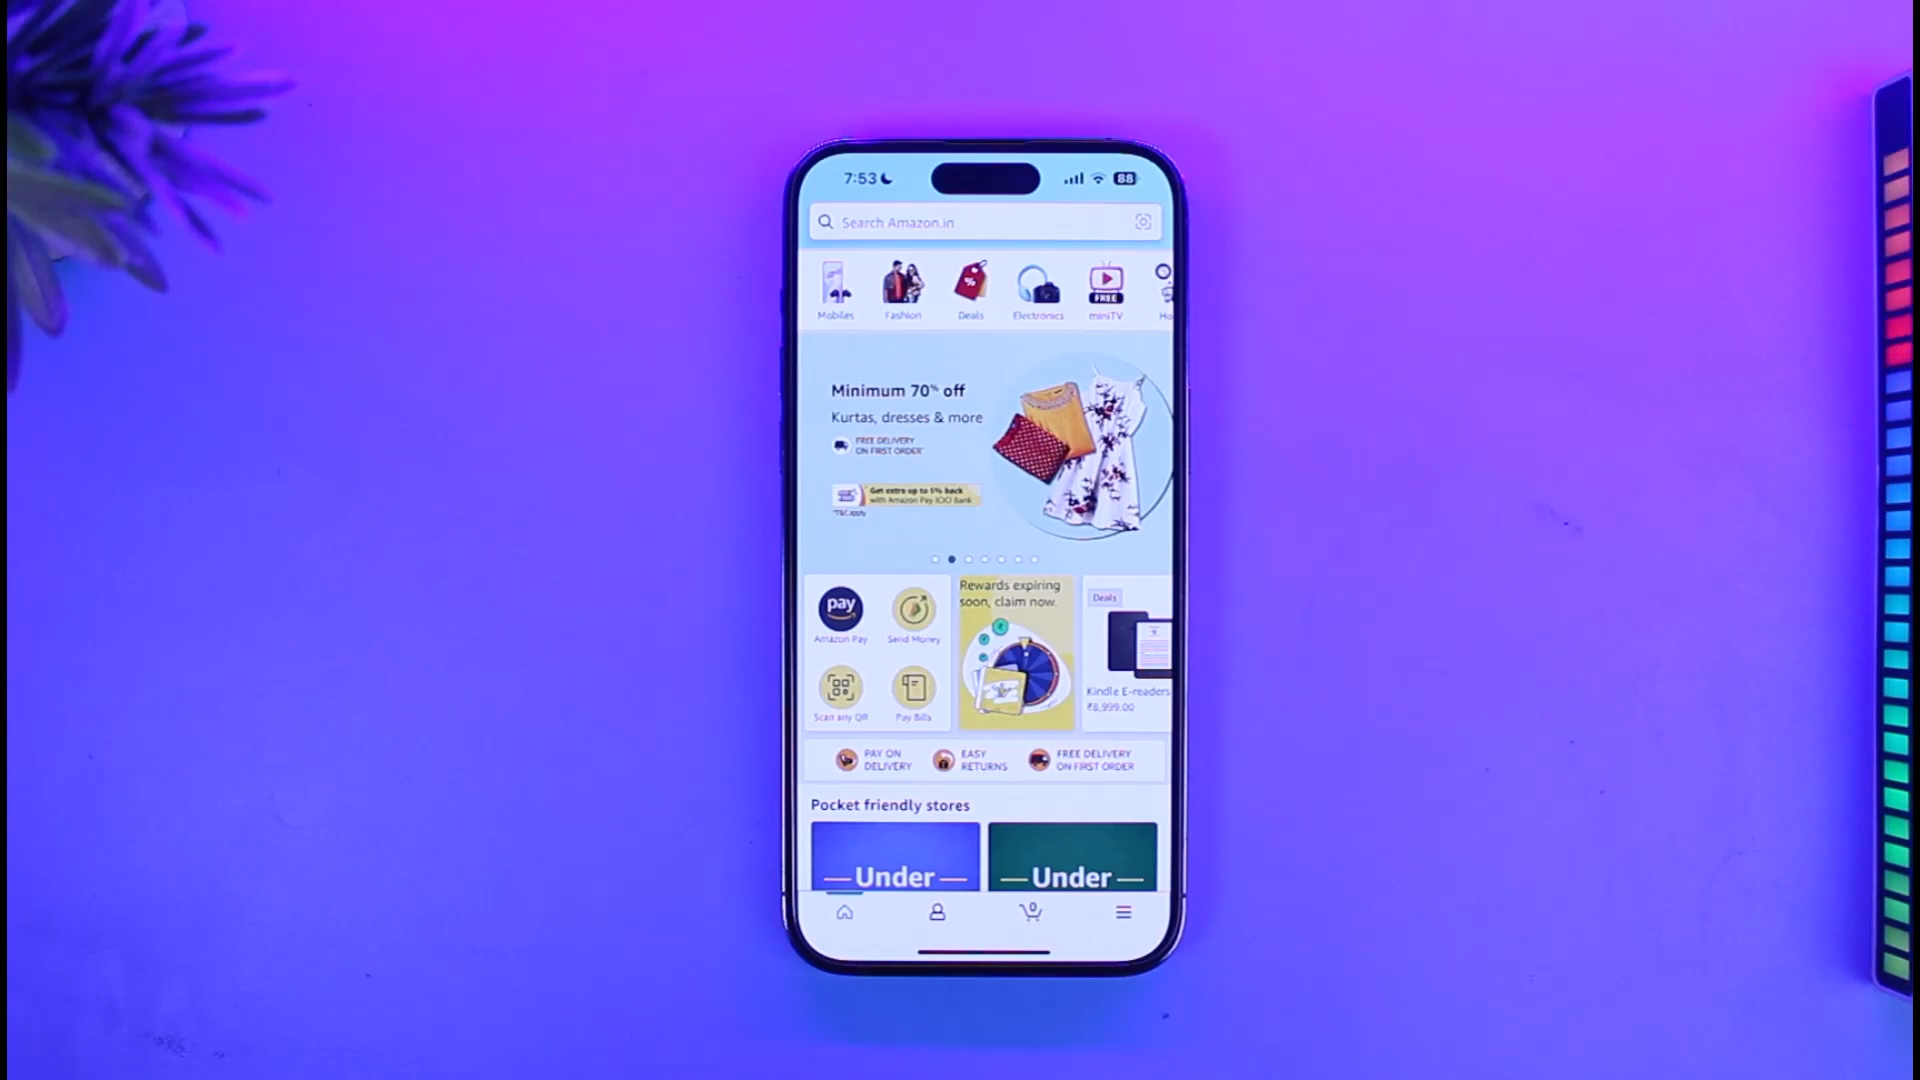 7:53
88
Search Amazon.in
Mobiles
Fashion
Deals
Electronics
FREE
miniTV
Ho
Minimum 70% off
Kurtas, dresses & more
FREE DELIVERY
ON FIRST ORDER*
Get extra up to 5% back
with Amazon Pay ICICI Bank
*T&C apply
pay
Amazon Pay
Send Money
Scan any QR
Pay Bills
Rewards expiring
soon, claim now.
Deals
Kindle E-readers
₹8,999.00
PAY ON
DELIVERY
EASY
RETURNS
FREE DELIVERY
ON FIRST ORDER
Pocket friendly stores
Under
Under
0